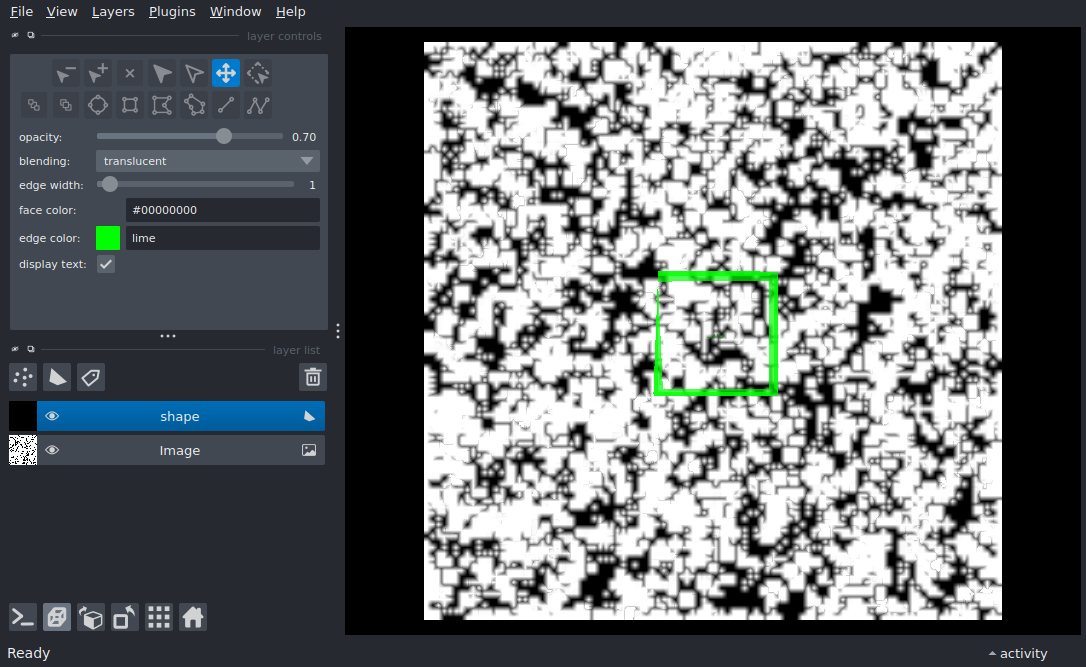 File View Layers Plugins Window Help
layer controls
opacity: 0.70
blending: translucent
edge width: 1
face color: #00000000
edge color: lime
display text:
layer list
shape
Image
Ready
activity